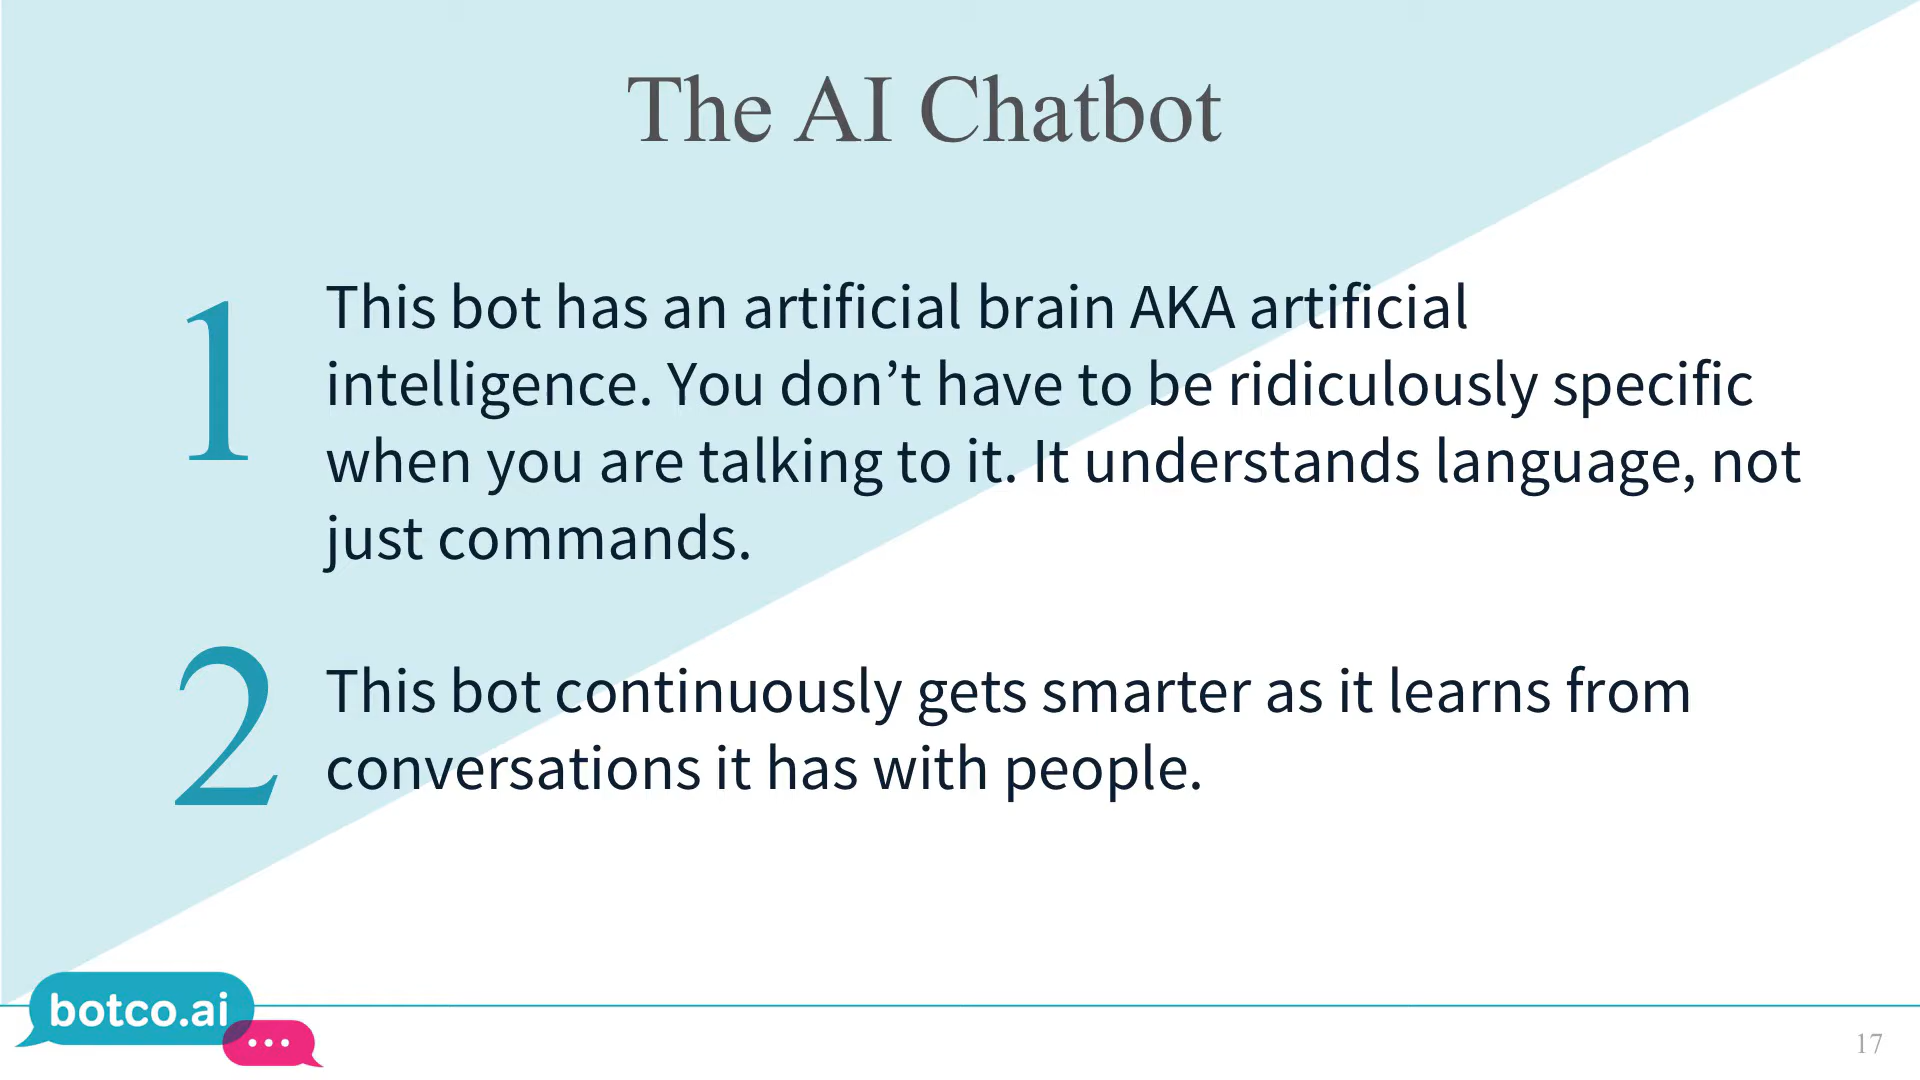 The AI Chatbot
1
This bot has an artificial brain AKA artificial
intelligence. You don’t have to be ridiculously specific
when you are talking to it. It understands language, not
just commands.
2
This bot continuously gets smarter as it learns from
conversations it has with people.
botco.ai
17